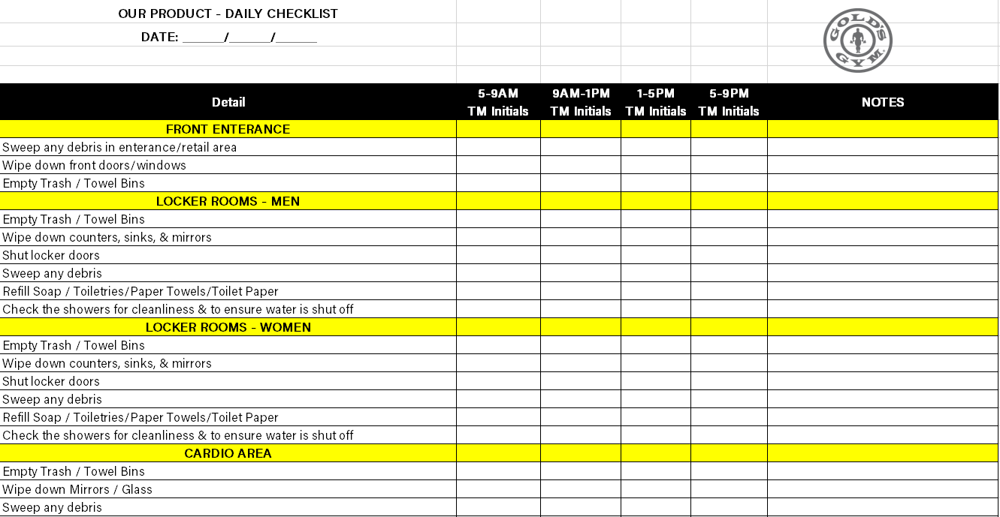 OUR PRODUCT - DAILY CHECKLIST
DATE: ______/______/______
GOLD'S GYM
Detail
5-9AM TM Initials
9AM-1PM TM Initials
1-5PM TM Initials
5-9PM TM Initials
NOTES
FRONT ENTERANCE
Sweep any debris in enterance/retail area
Wipe down front doors/windows
Empty Trash / Towel Bins
LOCKER ROOMS - MEN
Empty Trash / Towel Bins
Wipe down counters, sinks, & mirrors
Shut locker doors
Sweep any debris
Refill Soap / Toiletries/Paper Towels/Toilet Paper
Check the showers for cleanliness & to ensure water is shut off
LOCKER ROOMS - WOMEN
Empty Trash / Towel Bins
Wipe down counters, sinks, & mirrors
Shut locker doors
Sweep any debris
Refill Soap / Toiletries/Paper Towels/Toilet Paper
Check the showers for cleanliness & to ensure water is shut off
CARDIO AREA
Empty Trash / Towel Bins
Wipe down Mirrors / Glass
Sweep any debris